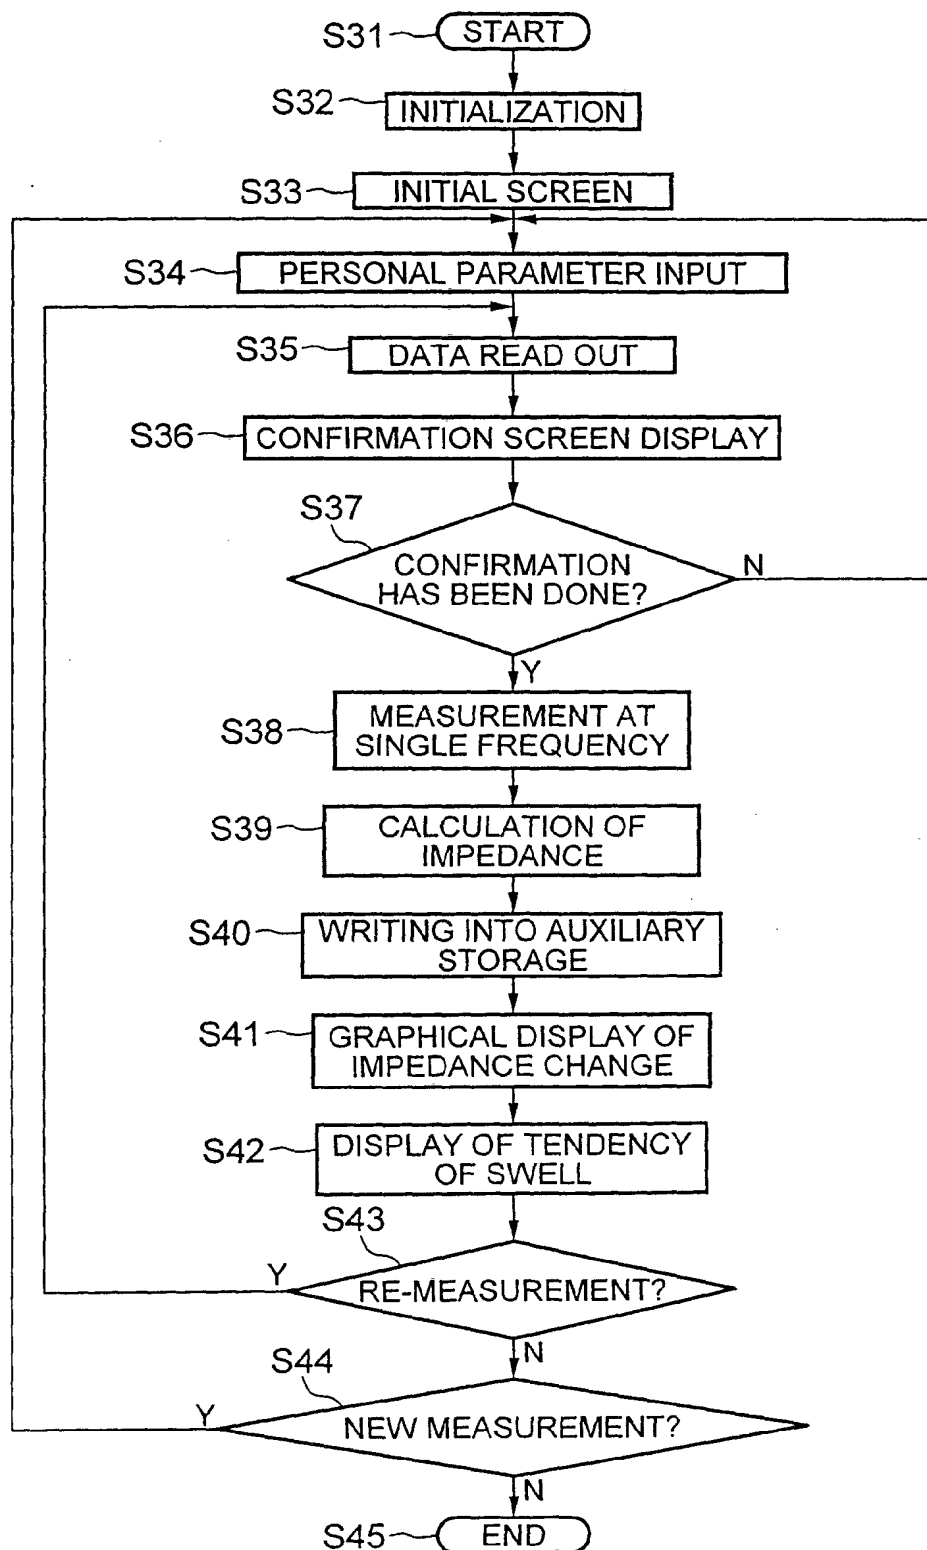 S31
START
S32
INITIALIZATION
S33
INITIAL SCREEN
S34
PERSONAL PARAMETER INPUT
S35
DATA READ OUT
S36
CONFIRMATION SCREEN DISPLAY
S37
CONFIRMATION
HAS BEEN DONE?
N
Y
S38
MEASUREMENT AT
SINGLE FREQUENCY
S39
CALCULATION OF
IMPEDANCE
S40
WRITING INTO AUXILIARY
STORAGE
S41
GRAPHICAL DISPLAY OF
IMPEDANCE CHANGE
S42
DISPLAY OF TENDENCY
OF SWELL
S43
Y
RE-MEASUREMENT?
N
S44
Y
NEW MEASUREMENT?
N
S45
END